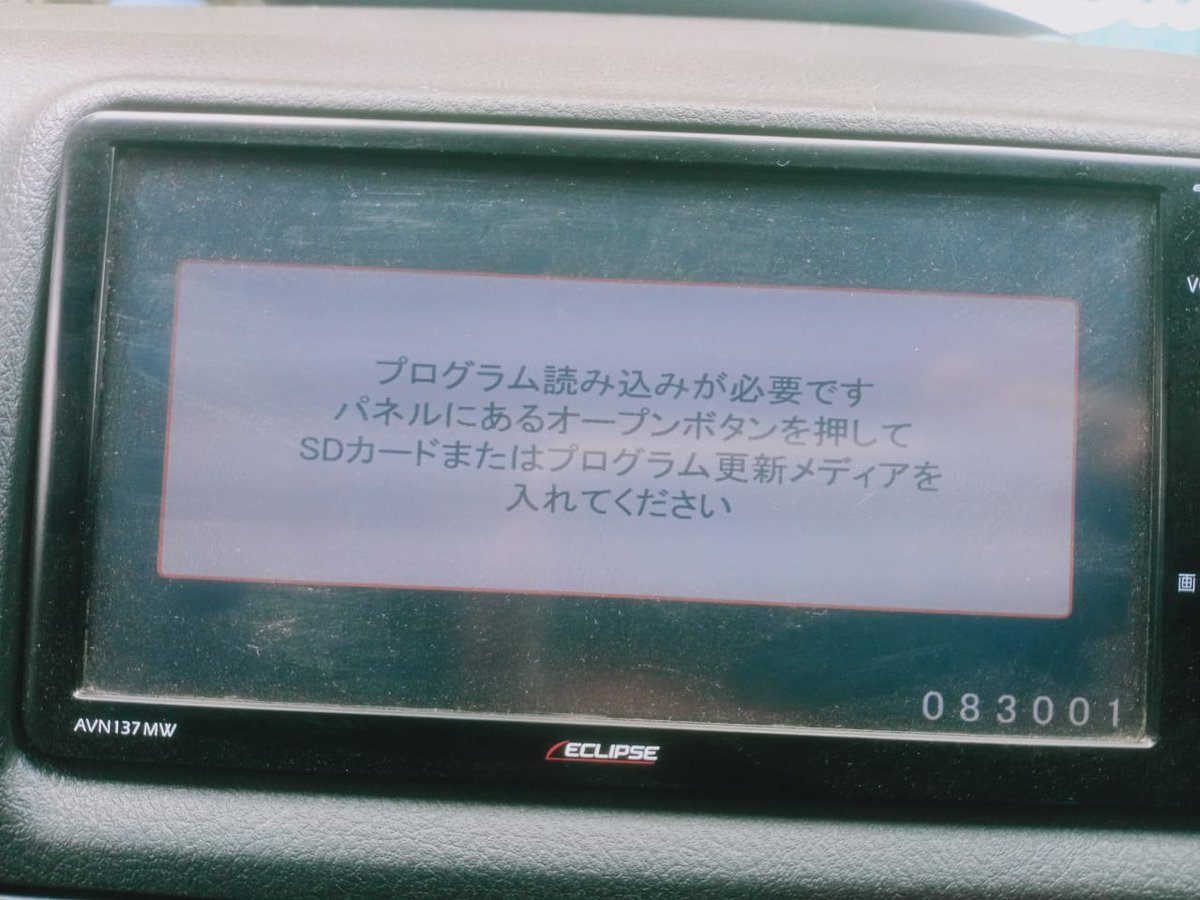 プログラム読み込みが必要です
パネルにあるオープンボタンを押して
SDカードまたはプログラム更新メディアを
入れてください
083001
AVN137MW
ECLIPSE
画